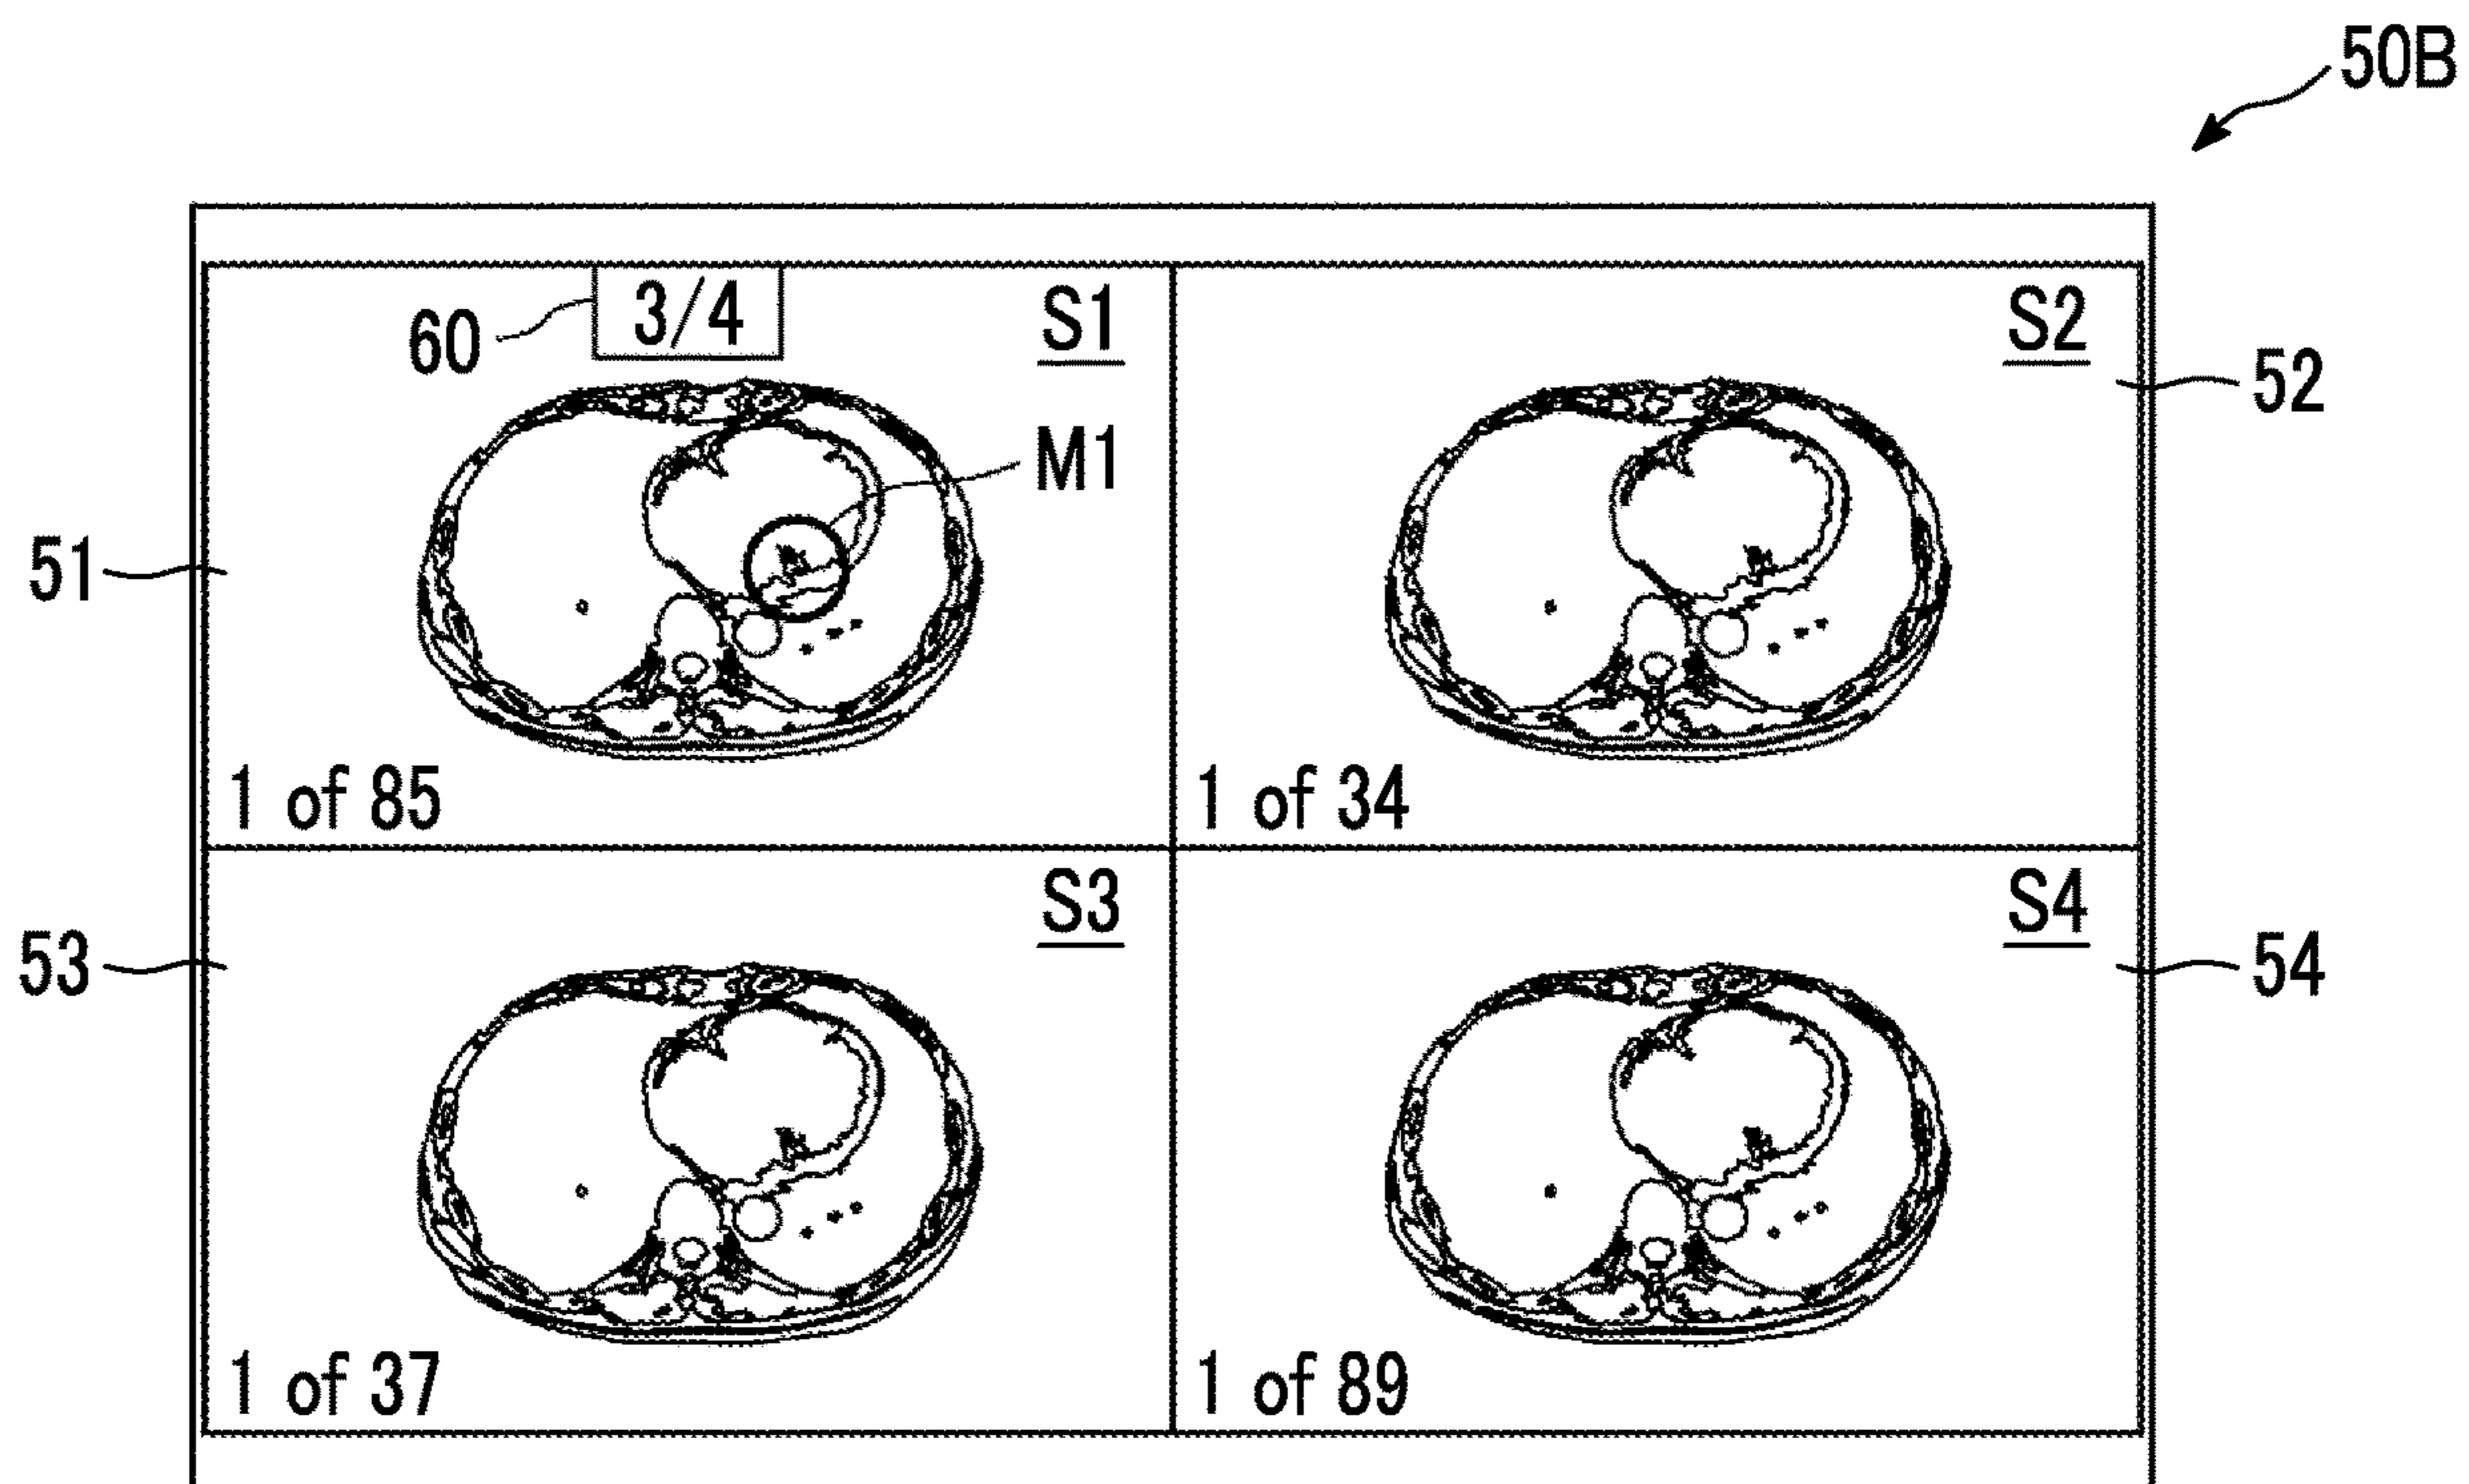 50B
60
3/4
S1
S2
52
M1
51
1 of 85
1 of 34
S3
S4
53
54
1 of 37
1 of 89